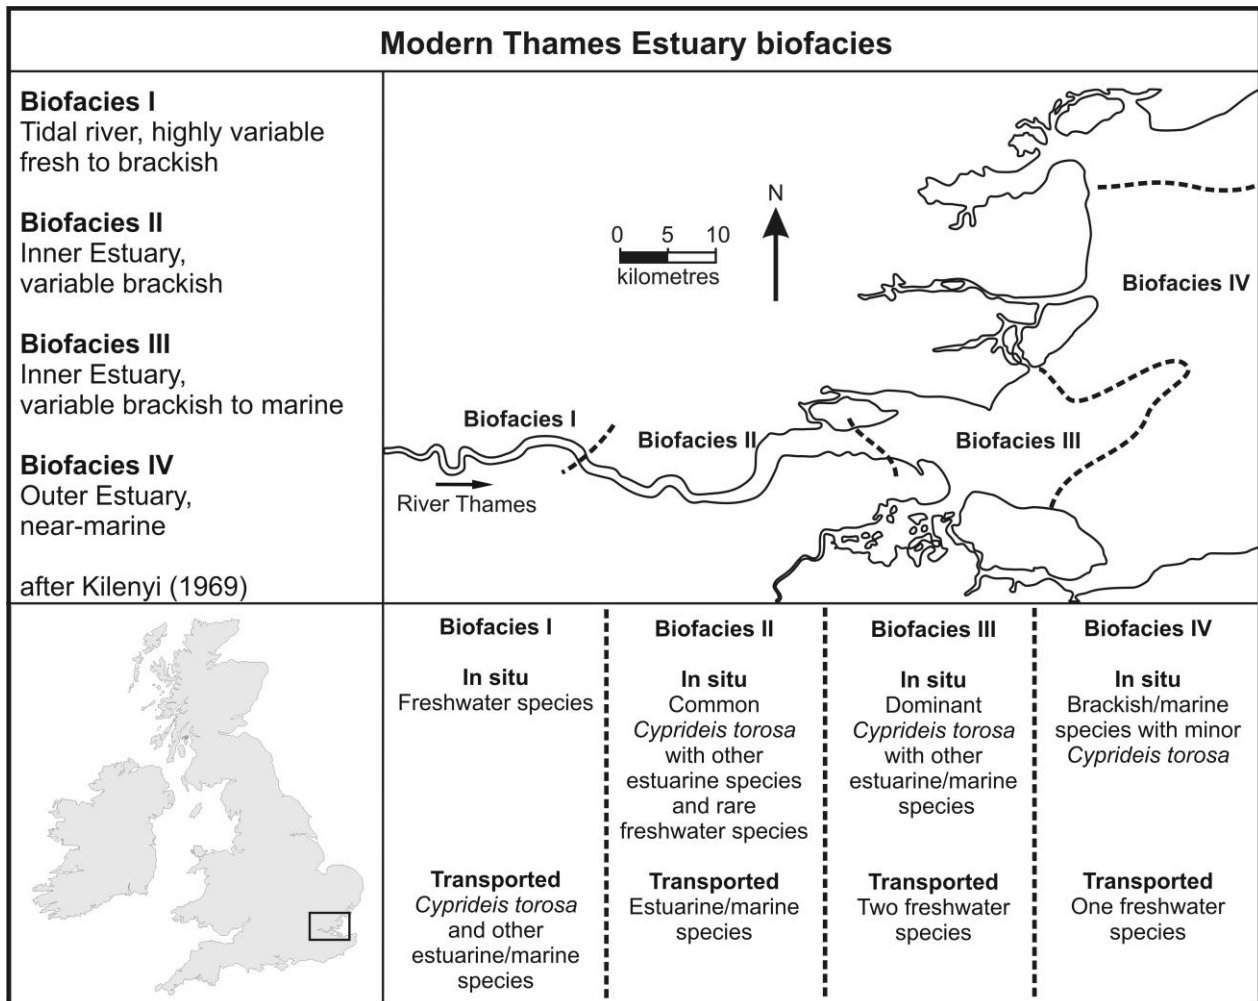 Modern Thames Estuary biofacies
Biofacies I
Tidal river, highly variable
fresh to brackish
Biofacies II
Inner Estuary,
variable brackish
Biofacies III
Inner Estuary,
variable brackish to marine
Biofacies IV
Outer Estuary,
near-marine
after Kilenyi (1969)
N
0 5 10
kilometres
Biofacies IV
Biofacies I
Biofacies II
Biofacies III
River Thames
Biofacies I
In situ
Freshwater species
Transported
Cyprideis torosa
and other
estuarine/marine
species
Biofacies II
In situ
Common
Cyprideis torosa
with other
estuarine species
and rare
freshwater species
Transported
Estuarine/marine
species
Biofacies III
In situ
Dominant
Cyprideis torosa
with other
estuarine/marine
species
Transported
Two freshwater
species
Biofacies IV
In situ
Brackish/marine
species with minor
Cyprideis torosa
Transported
One freshwater
species